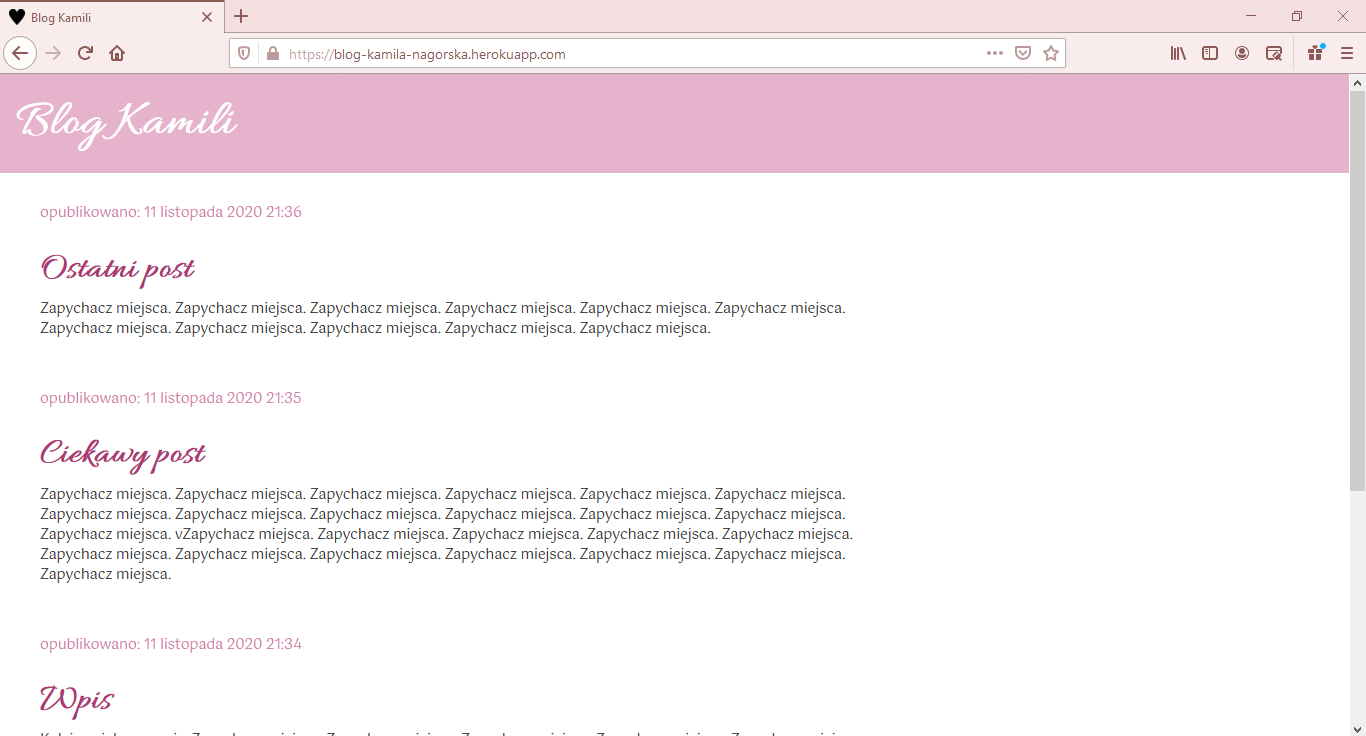 Blog Kamili
https://blog-kamila-nagorska.herokuapp.com
Blog Kamili
opublikowano: 11 listopada 2020 21:36
Ostatni post
Zapychacz miejsca. Zapychacz miejsca. Zapychacz miejsca. Zapychacz miejsca. Zapychacz miejsca. Zapychacz miejsca.
Zapychacz miejsca. Zapychacz miejsca. Zapychacz miejsca. Zapychacz miejsca. Zapychacz miejsca.
opublikowano: 11 listopada 2020 21:35
Ciekawy post
Zapychacz miejsca. Zapychacz miejsca. Zapychacz miejsca. Zapychacz miejsca. Zapychacz miejsca. Zapychacz miejsca.
Zapychacz miejsca. Zapychacz miejsca. Zapychacz miejsca. Zapychacz miejsca. Zapychacz miejsca. Zapychacz miejsca.
Zapychacz miejsca. vZapychacz miejsca. Zapychacz miejsca. Zapychacz miejsca. Zapychacz miejsca. Zapychacz miejsca.
Zapychacz miejsca. Zapychacz miejsca. Zapychacz miejsca. Zapychacz miejsca. Zapychacz miejsca. Zapychacz miejsca.
Zapychacz miejsca.
opublikowano: 11 listopada 2020 21:34
Wpis